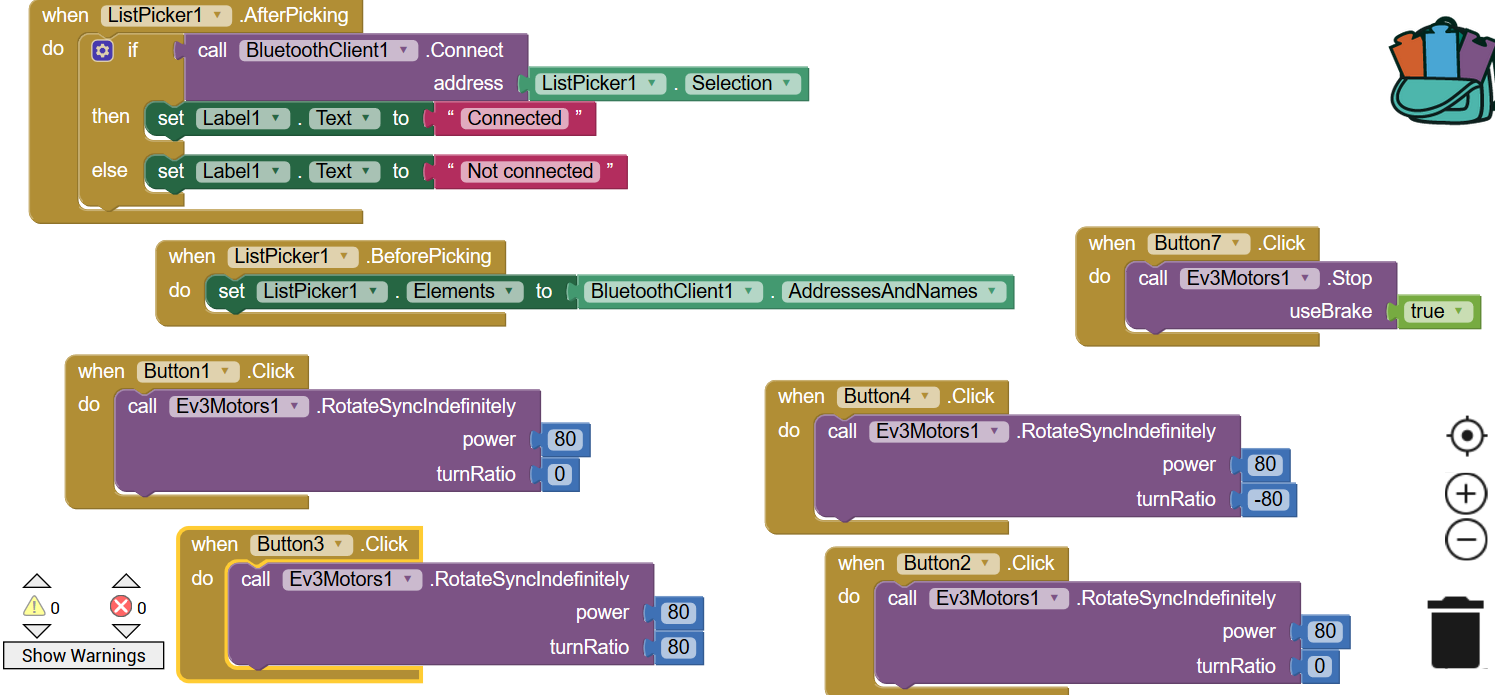 when ListPicker1 .AfterPicking
do if call BluetoothClient1 .Connect
address ListPicker1 . Selection
then set Label1 . Text to “ Connected ”
else set Label1 . Text to “ Not connected ”
when ListPicker1 .BeforePicking
do set ListPicker1 . Elements to BluetoothClient1 . AddressesAndNames
when Button7 .Click
do call Ev3Motors1 .Stop
useBrake true
when Button1 .Click
do call Ev3Motors1 .RotateSyncIndefinitely
power 80
turnRatio 0
when Button4 .Click
do call Ev3Motors1 .RotateSyncIndefinitely
power 80
turnRatio -80
when Button3 .Click
do call Ev3Motors1 .RotateSyncIndefinitely
power 80
turnRatio 80
when Button2 .Click
do call Ev3Motors1 .RotateSyncIndefinitely
power 80
turnRatio 0
0 0
Show Warnings